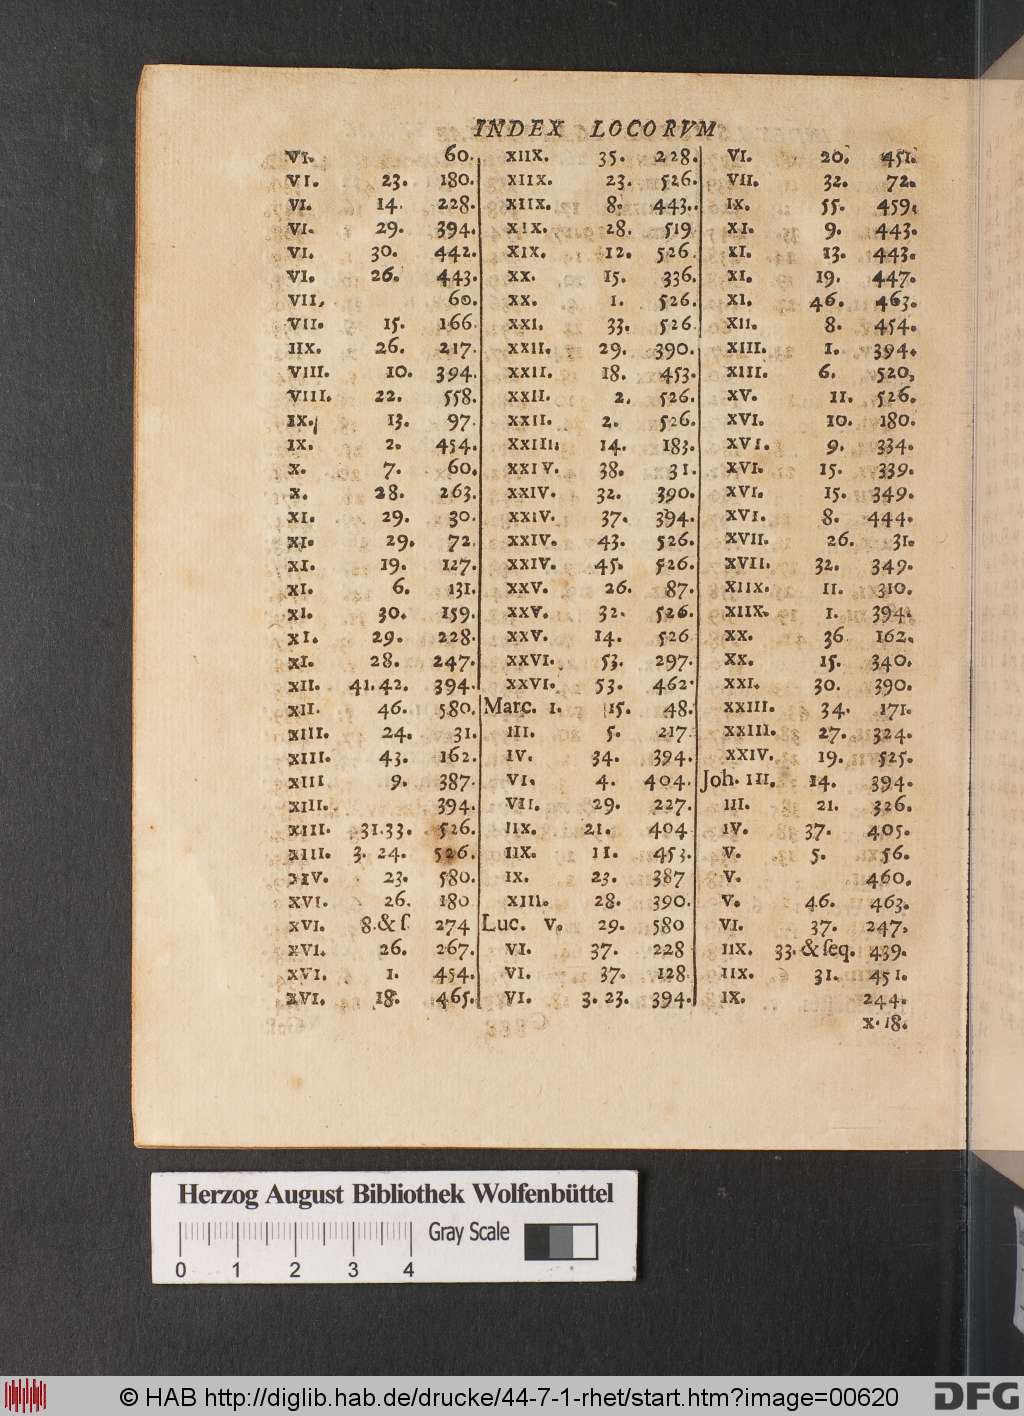 INDEX LOCORVM
VI. 60.
VI. 23. 180.
VI. 14. 228.
VI. 29. 394.
VI. 30. 442.
VI. 26. 443.
VII. 60.
VII. 15. 166.
IIX. 26. 217.
VIII. 10. 394.
VIII. 22. 558.
IX. 13. 97.
IX. 2. 454.
X. 7. 60.
X. 28. 263.
XI. 29. 30.
XI. 29. 72.
XI. 19. 127.
XI. 6. 131.
XI. 30. 159.
XI. 29. 228.
XI. 28. 247.
XII. 41.42. 394.
XII. 46. 580.
XIII. 24. 31.
XIII. 43. 162.
XIII 9. 387.
XIII. 394.
XIII. 31.33. 526.
XIII. 3. 24. 526.
XIV. 23. 580.
XVI. 26. 180
XVI. 8.& ſ. 274
XVI. 26. 267.
XVI. 1. 454.
XVI. 18. 465.
XIIX. 35. 228.
XIIX. 23. 526.
XIIX. 8. 443.
XIX. 28. 519
XIX. 12. 526.
XX. 15. 336.
XX. 1. 526.
XXI. 33. 526.
XXII. 29. 390.
XXII. 18. 453.
XXII. 2. 526.
XXII. 2. 526.
XXIII. 14. 183.
XXIV. 38. 31.
XXIV. 32. 390.
XXIV. 37. 394.
XXIV. 43. 526.
XXIV. 45. 526.
XXV. 26. 87.
XXV. 32. 526.
XXV. 14. 526
XXVI. 53. 297.
XXVI. 53. 462.
Marc. I. 15. 48.
III. 5. 217.
IV. 34. 394.
VI. 4. 404.
VII. 29. 227.
IIX. 21. 404
IIX. 11. 453.
IX. 23. 387
XIII. 28. 390.
Luc. V. 29. 580
VI. 37. 228
VI. 37. 128.
VI. 3. 23. 394.
VI. 20. 451.
VII. 32. 72.
IX. 55. 459.
XI. 9. 443.
XI. 13. 443.
XI. 19. 447.
XI. 46. 463.
XII. 8. 454.
XIII. 1. 394.
XIII. 6. 520,
XV. 11. 526.
XVI. 10. 180.
XVI. 9. 334.
XVI. 15. 339.
XVI. 15. 349.
XVI. 8. 444.
XVII. 26. 31.
XVII. 32. 349.
XIIX. 11. 310.
XIIX. 1. 394.
XX. 36 162.
XX. 15. 340.
XXI. 30. 390.
XXIII. 34. 171.
XXIII. 27. 324.
XXIV. 19. 525.
Joh. III. 14. 394.
III. 21. 326.
IV. 37. 405.
V. 5. 56.
V. 460.
V. 46. 463.
VI. 37. 247.
IIX. 33. & ſeq. 439.
IIX. 31. 451.
IX. 244.
X. 18.
Herzog August Bibliothek Wolfenbüttel
Gray Scale
0 1 2 3 4
© HAB http://diglib.hab.de/drucke/44-7-1-rhet/start.htm?image=00620
DFG